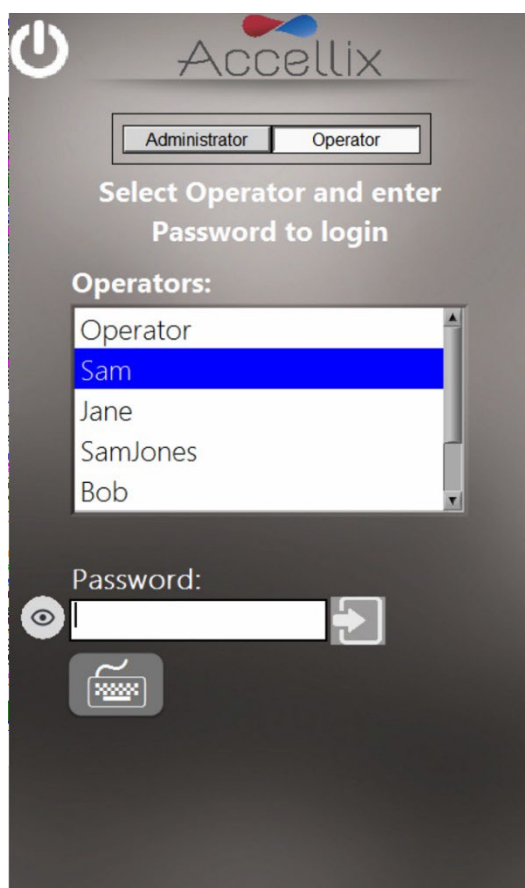 Accellix
Administrator Operator
Select Operator and enter
Password to login
Operators:
Operator
Sam
Jane
SamJones
Bob
Password: